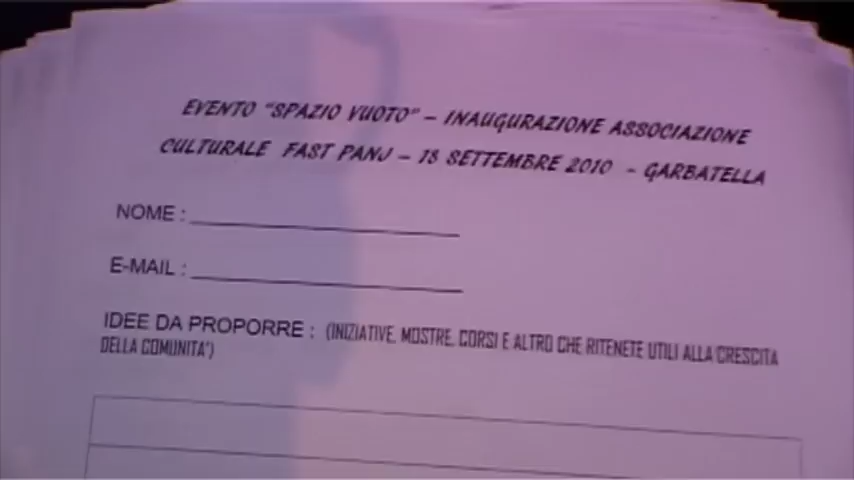 EVENTO "SPAZIO VUOTO" – INAUGURAZIONE ASSOCIAZIONE
CULTURALE FAST PANJ – 18 SETTEMBRE 2010 - GARBATELLA
NOME :
E-MAIL :
IDEE DA PROPORRE : (INIZIATIVE, MOSTRE, CORSI E ALTRO CHE RITENETE UTILI ALLA CRESCITA
DELLA COMUNITA')